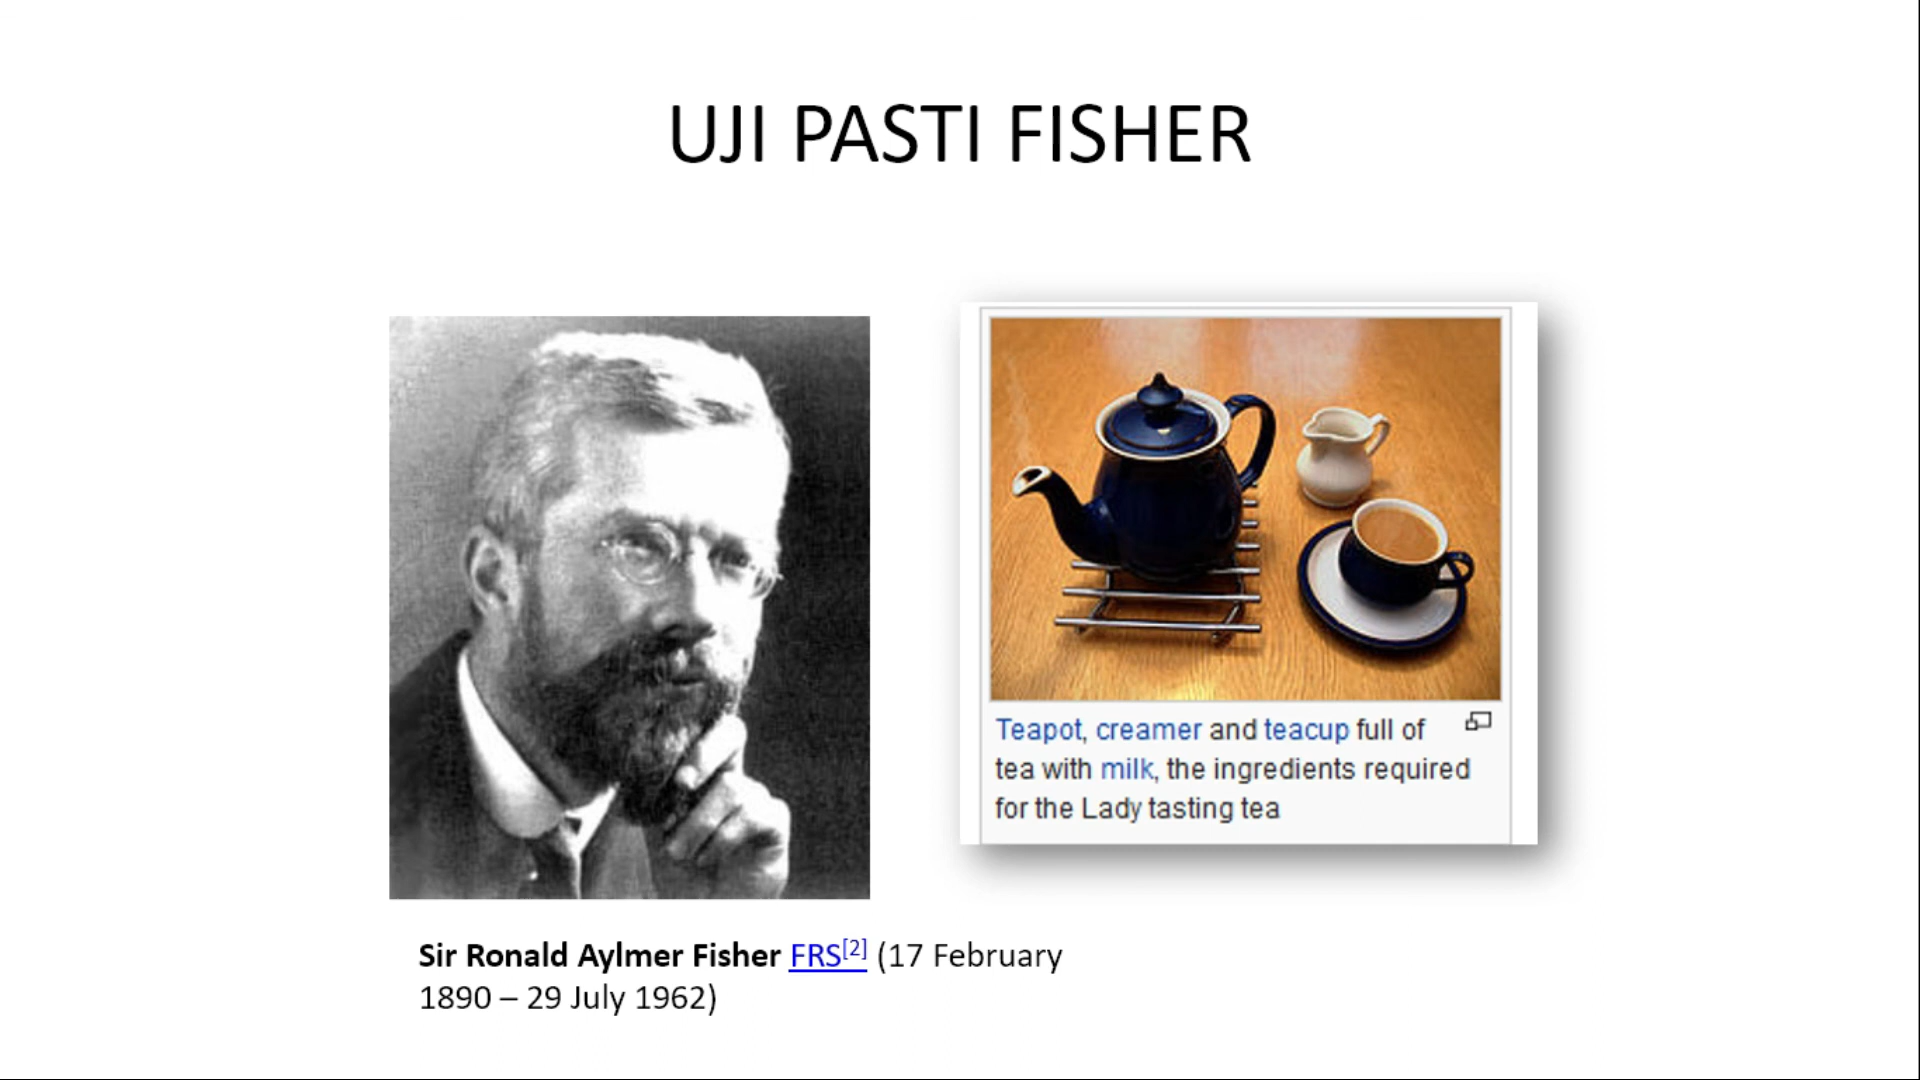 UJI PASTI FISHER
Teapot, creamer and teacup full of
tea with milk, the ingredients required
for the Lady tasting tea
Sir Ronald Aylmer Fisher FRS[2] (17 February
1890 – 29 July 1962)